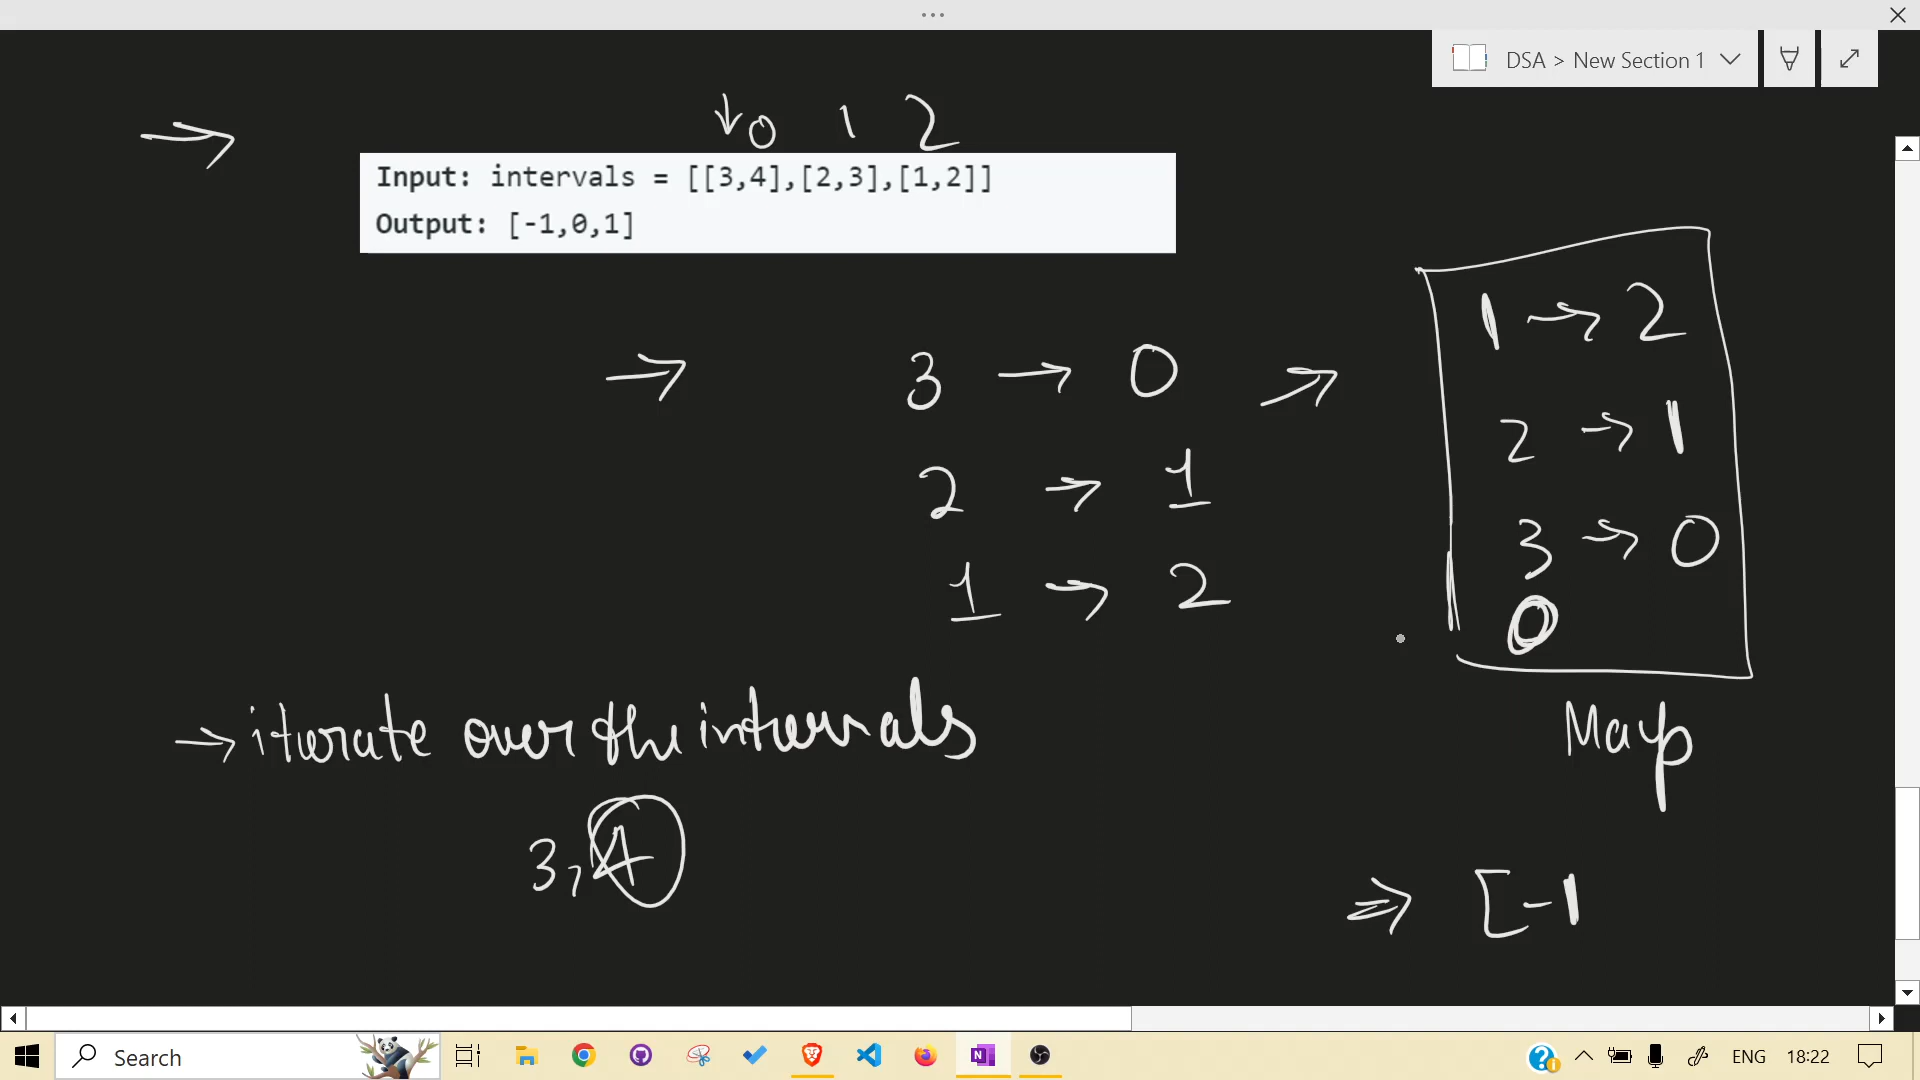 DSA > New Section 1
→ ↓ 0 1 2
Input: intervals = [[3,4],[2,3],[1,2]]
Output: [-1,0,1]
→ 3 → 0 →
2 → 1
1 → 2
1 → 2
2 → 1
3 → 0
0
Map
→ iterate over the intervals
3, 4
⇒ [-1
Search
ENG
18:22